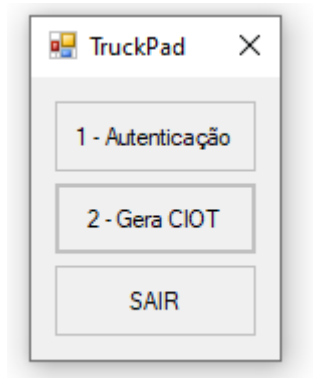 TruckPad
1 - Autenticação
2 - Gera CIOT
SAIR